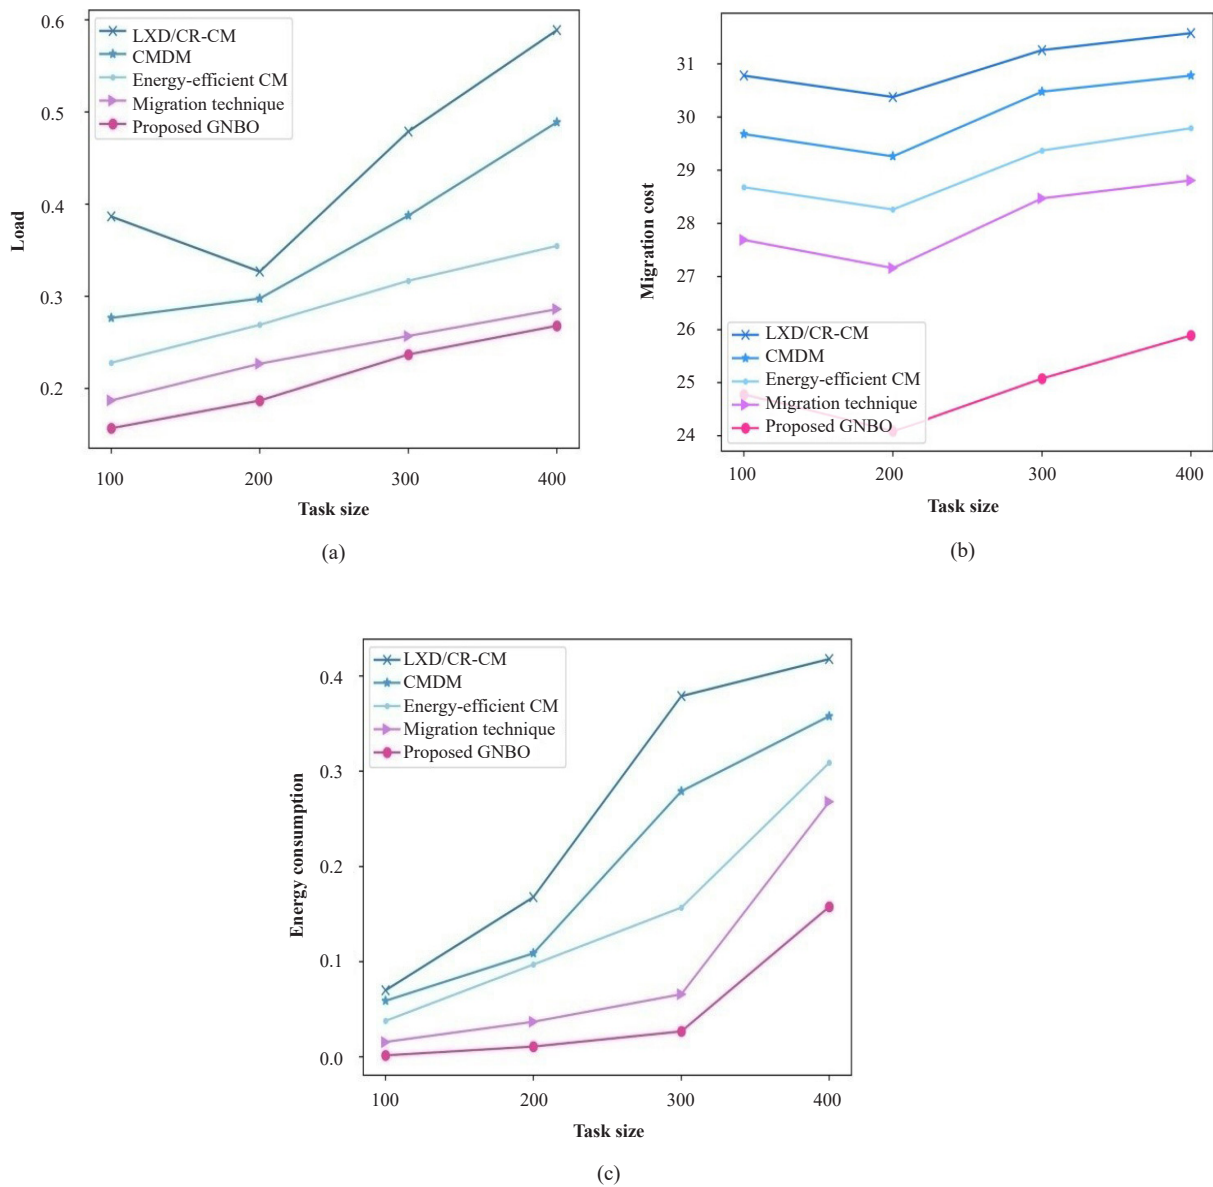 0.6
0.5
0.4
0.3
0.2
Load
LXD/CR-CM
CMDM
Energy-efficient CM
Migration technique
Proposed GNBO
100 200 300 400
Task size
(a)
31
30
29
28
27
26
25
24
Migration cost
LXD/CR-CM
CMDM
Energy-efficient CM
Migration technique
Proposed GNBO
100 200 300 400
Task size
(b)
0.4
0.3
0.2
0.1
0.0
Energy consumption
LXD/CR-CM
CMDM
Energy-efficient CM
Migration technique
Proposed GNBO
100 200 300 400
Task size
(c)